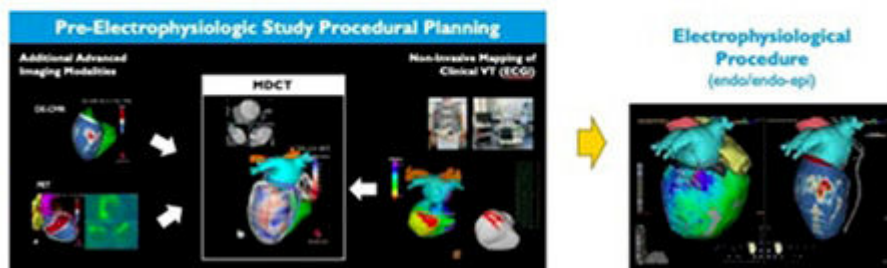 Pre-Electrophysiologic Study Procedural Planning
Additional Advanced
Imaging Modalities
Non-Invasive Mapping of
Clinical VT (ECGI)
MDCT
DE-CMR
PET
Electrophysiological
Procedure
(endo/endo-epi)